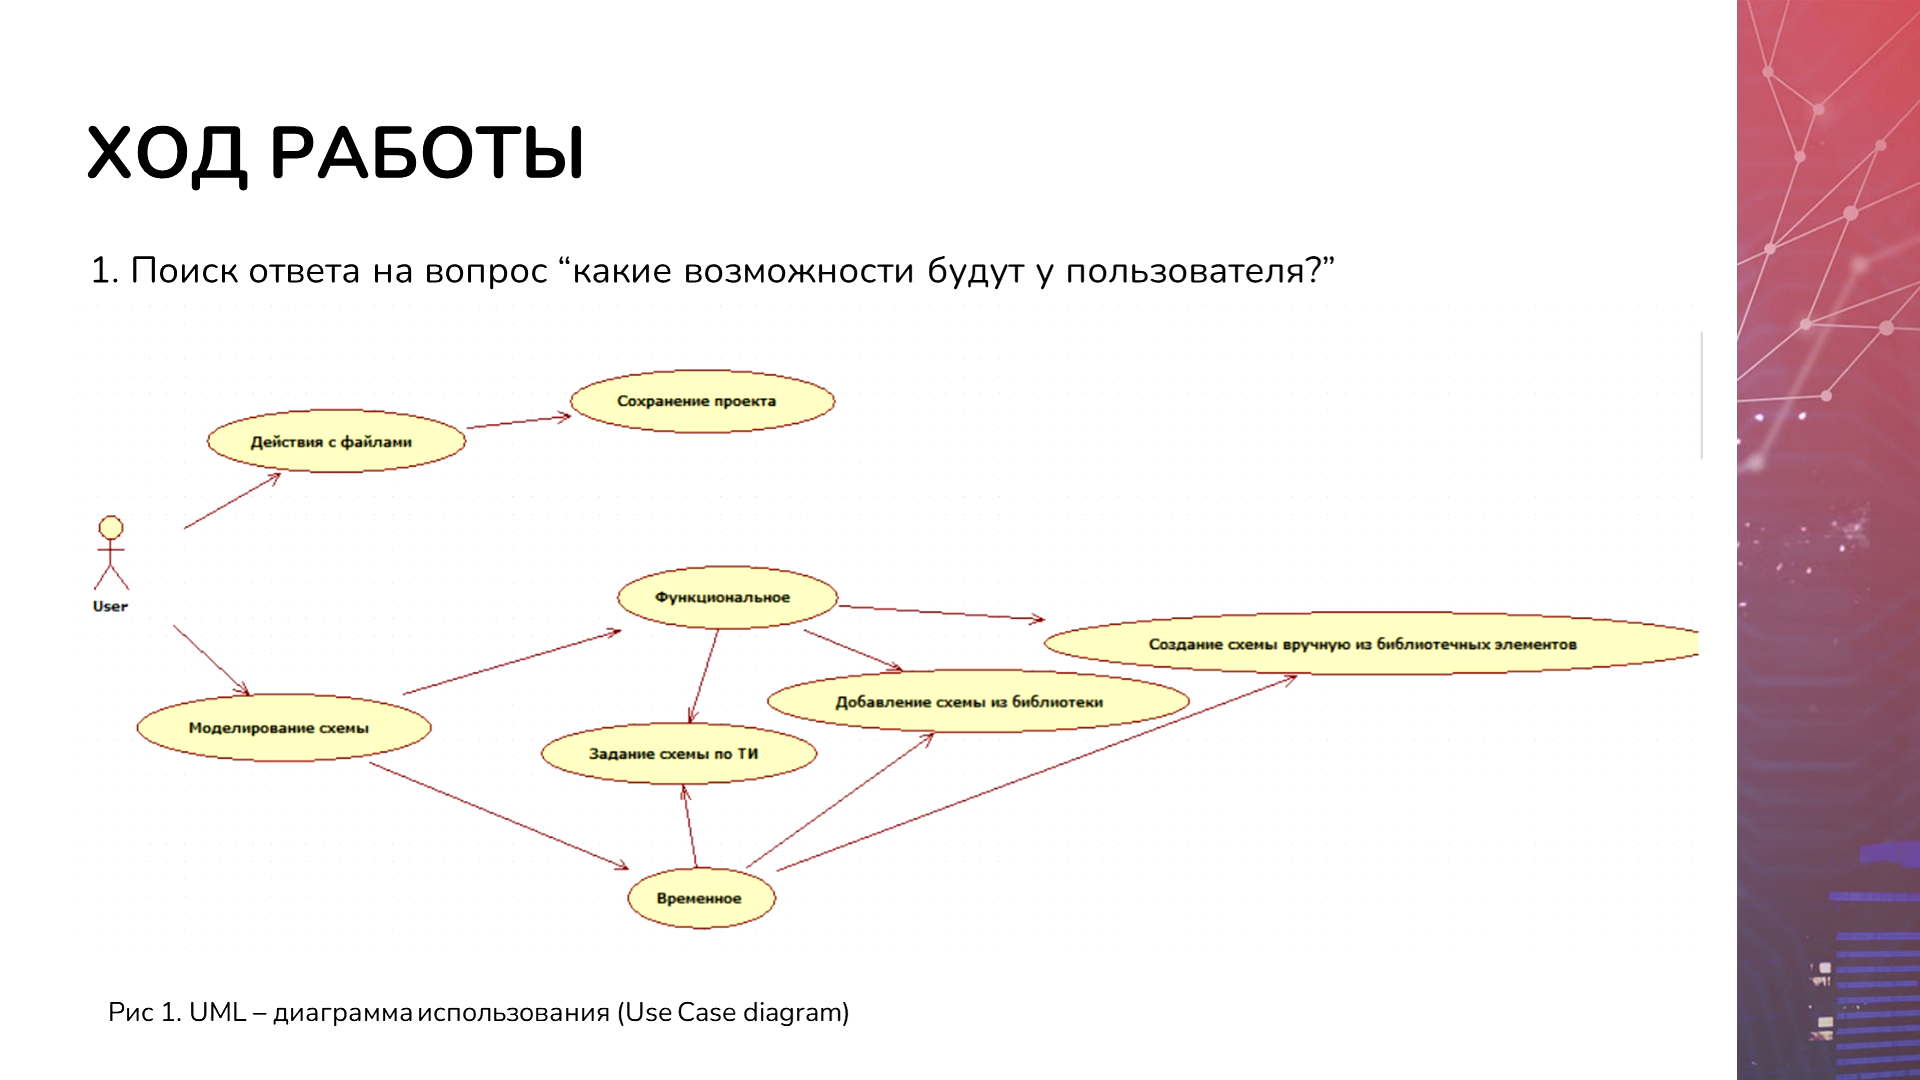 ХОД РАБОТЫ
1. Поиск ответа на вопрос “какие возможности будут у пользователя?”
Сохранение проекта
Действия с файлами
User
Функциональное
Создание схемы вручную из библиотечных элементов
Добавление схемы из библиотеки
Моделирование схемы
Задание схемы по ТИ
Временное
Рис 1. UML – диаграмма использования (Use Case diagram)